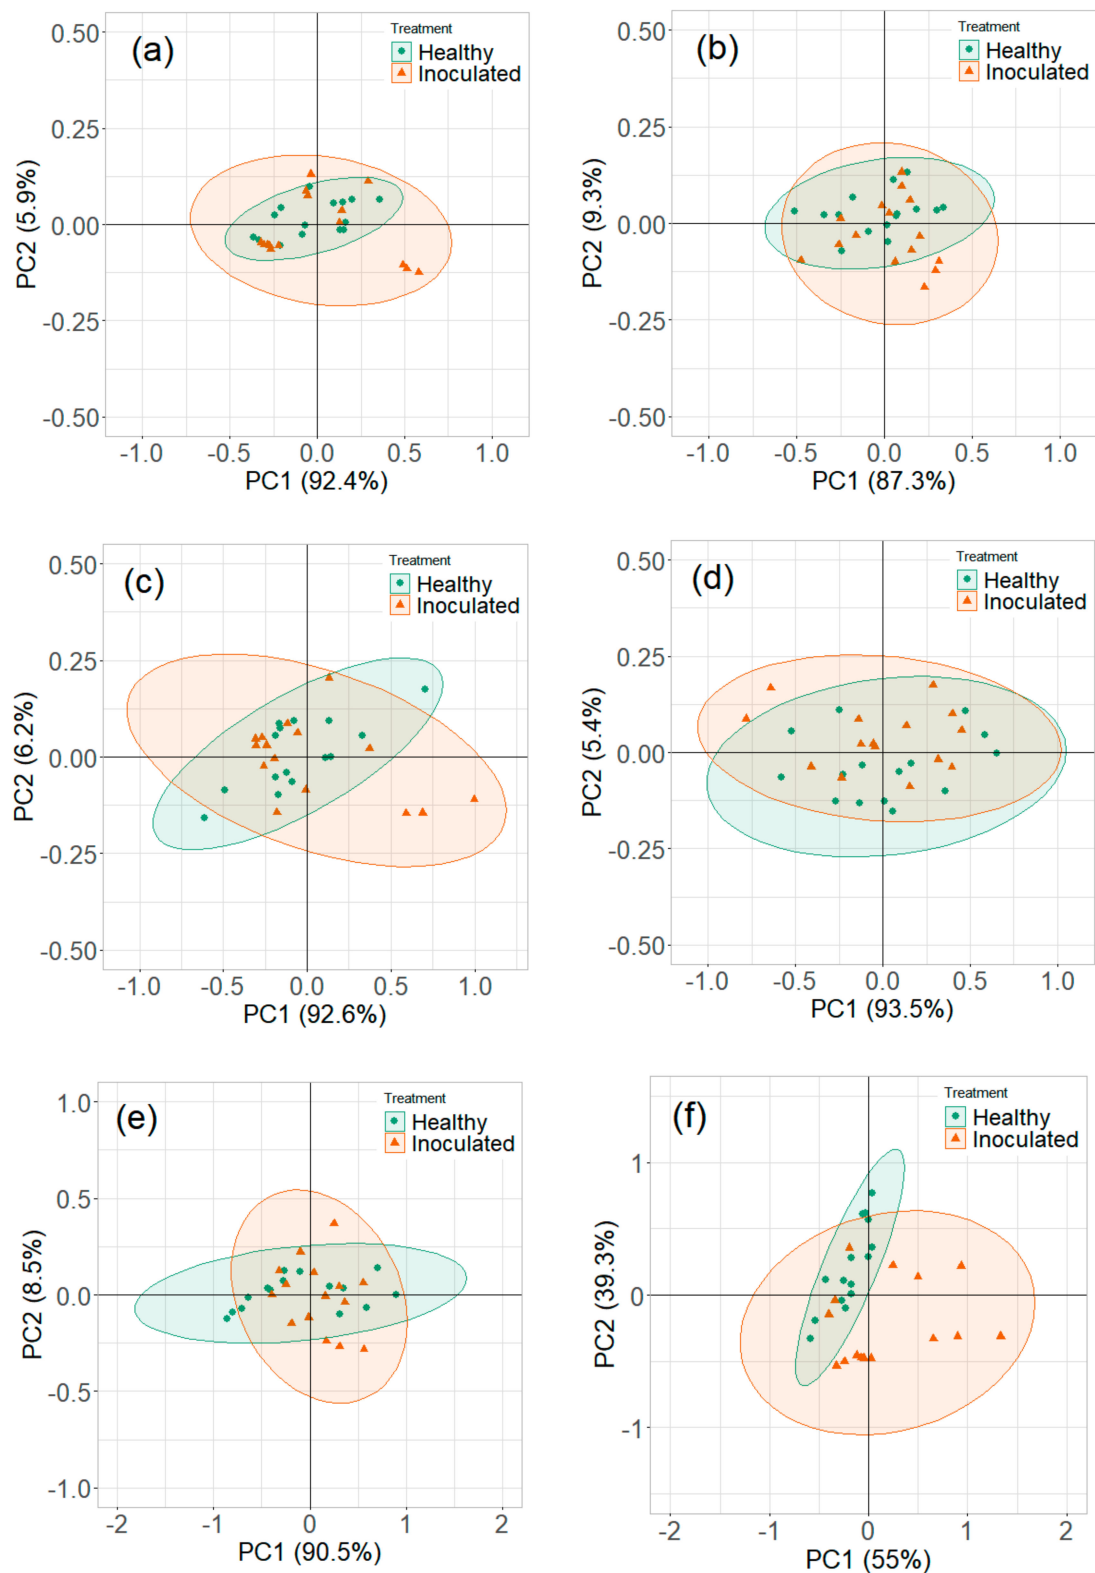 (a)
Treatment
Healthy
Inoculated
0.50
0.25
0.00
-0.25
-0.50
PC2 (5.9%)
-1.0 -0.5 0.0 0.5 1.0
PC1 (92.4%)
(b)
Treatment
Healthy
Inoculated
0.50
0.25
0.00
-0.25
-0.50
PC2 (9.3%)
-1.0 -0.5 0.0 0.5 1.0
PC1 (87.3%)
(c)
Treatment
Healthy
Inoculated
0.50
0.25
0.00
-0.25
-0.50
PC2 (6.2%)
-1.0 -0.5 0.0 0.5 1.0
PC1 (92.6%)
(d)
Treatment
Healthy
Inoculated
0.50
0.25
0.00
-0.25
-0.50
PC2 (5.4%)
-1.0 -0.5 0.0 0.5 1.0
PC1 (93.5%)
(e)
Treatment
Healthy
Inoculated
1.0
0.5
0.0
-0.5
-1.0
PC2 (8.5%)
-2 -1 0 1 2
PC1 (90.5%)
(f)
Treatment
Healthy
Inoculated
1
0
-1
PC2 (39.3%)
-2 -1 0 1 2
PC1 (55%)